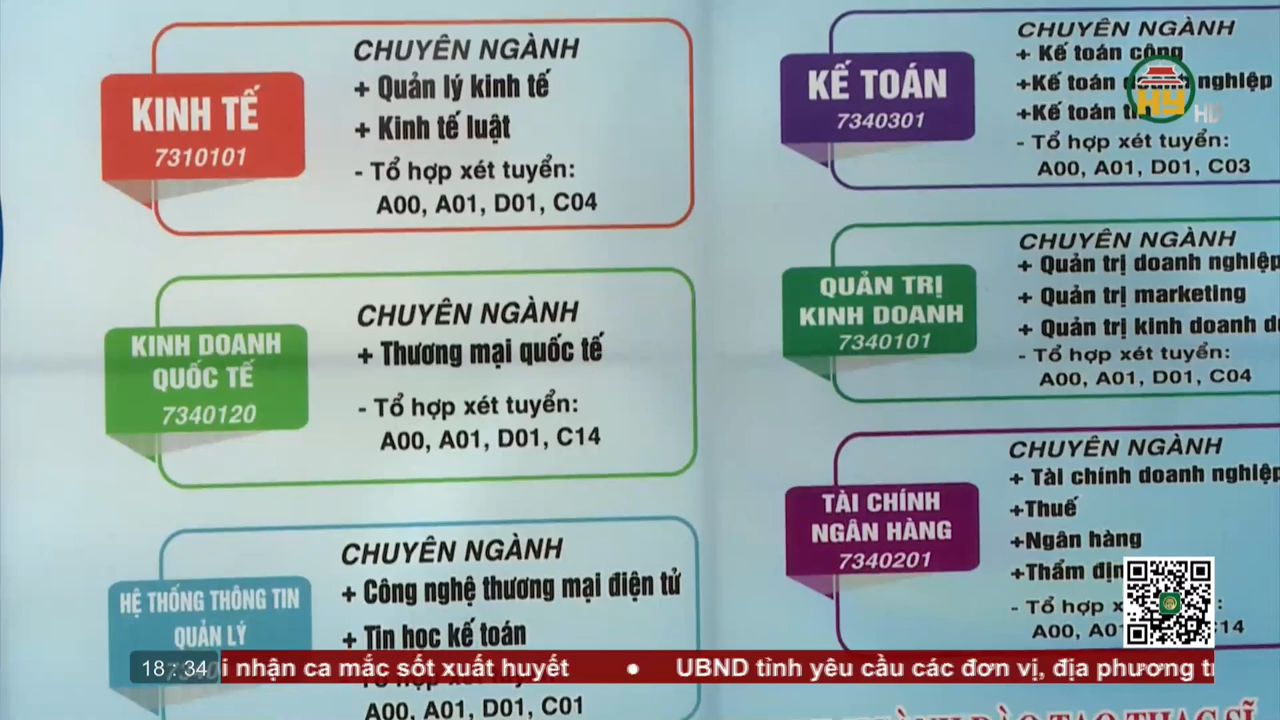 KINH TẾ
7310101
CHUYÊN NGÀNH
+ Quản lý kinh tế
+ Kinh tế luật
- Tổ hợp xét tuyển:
A00, A01, D01, C04
KINH DOANH
QUỐC TẾ
7340120
CHUYÊN NGÀNH
+ Thương mại quốc tế
- Tổ hợp xét tuyển:
A00, A01, D01, C14
HỆ THỐNG THÔNG TIN
QUẢN LÝ
CHUYÊN NGÀNH
+ Công nghệ thương mại điện tử
+ Tin học kế toán
A00, A01, D01, C01
KẾ TOÁN
7340301
CHUYÊN NGÀNH
+ Kế toán công
+Kế toán nghiệp
+Kế toán
- Tổ hợp xét tuyển:
A00, A01, D01, C03
HY HD
QUẢN TRỊ
KINH DOANH
7340101
CHUYÊN NGÀNH
+ Quản trị doanh nghiệp
+ Quản trị marketing
+ Quản trị kinh doanh
- Tổ hợp xét tuyển:
A00, A01, D01, C04
TÀI CHÍNH
NGÂN HÀNG
7340201
CHUYÊN NGÀNH
+ Tài chính doanh nghiệp
+Thuế
+Ngân hàng
+Thẩm
- Tổ hợp
A00,
18 : 34
nhận ca mắc sốt xuất huyết • UBND tỉnh yêu cầu các đơn vị, địa phương
ĐÀO TẠO THẠC SĨ